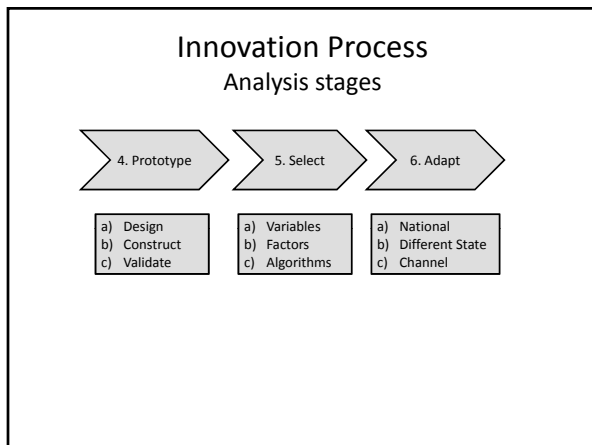 Innovation Process
Analysis stages
4. Prototype
5. Select
6. Adapt
a) Design
b) Construct
c) Validate
a) Variables
b) Factors
c) Algorithms
a) National
b) Different State
c) Channel